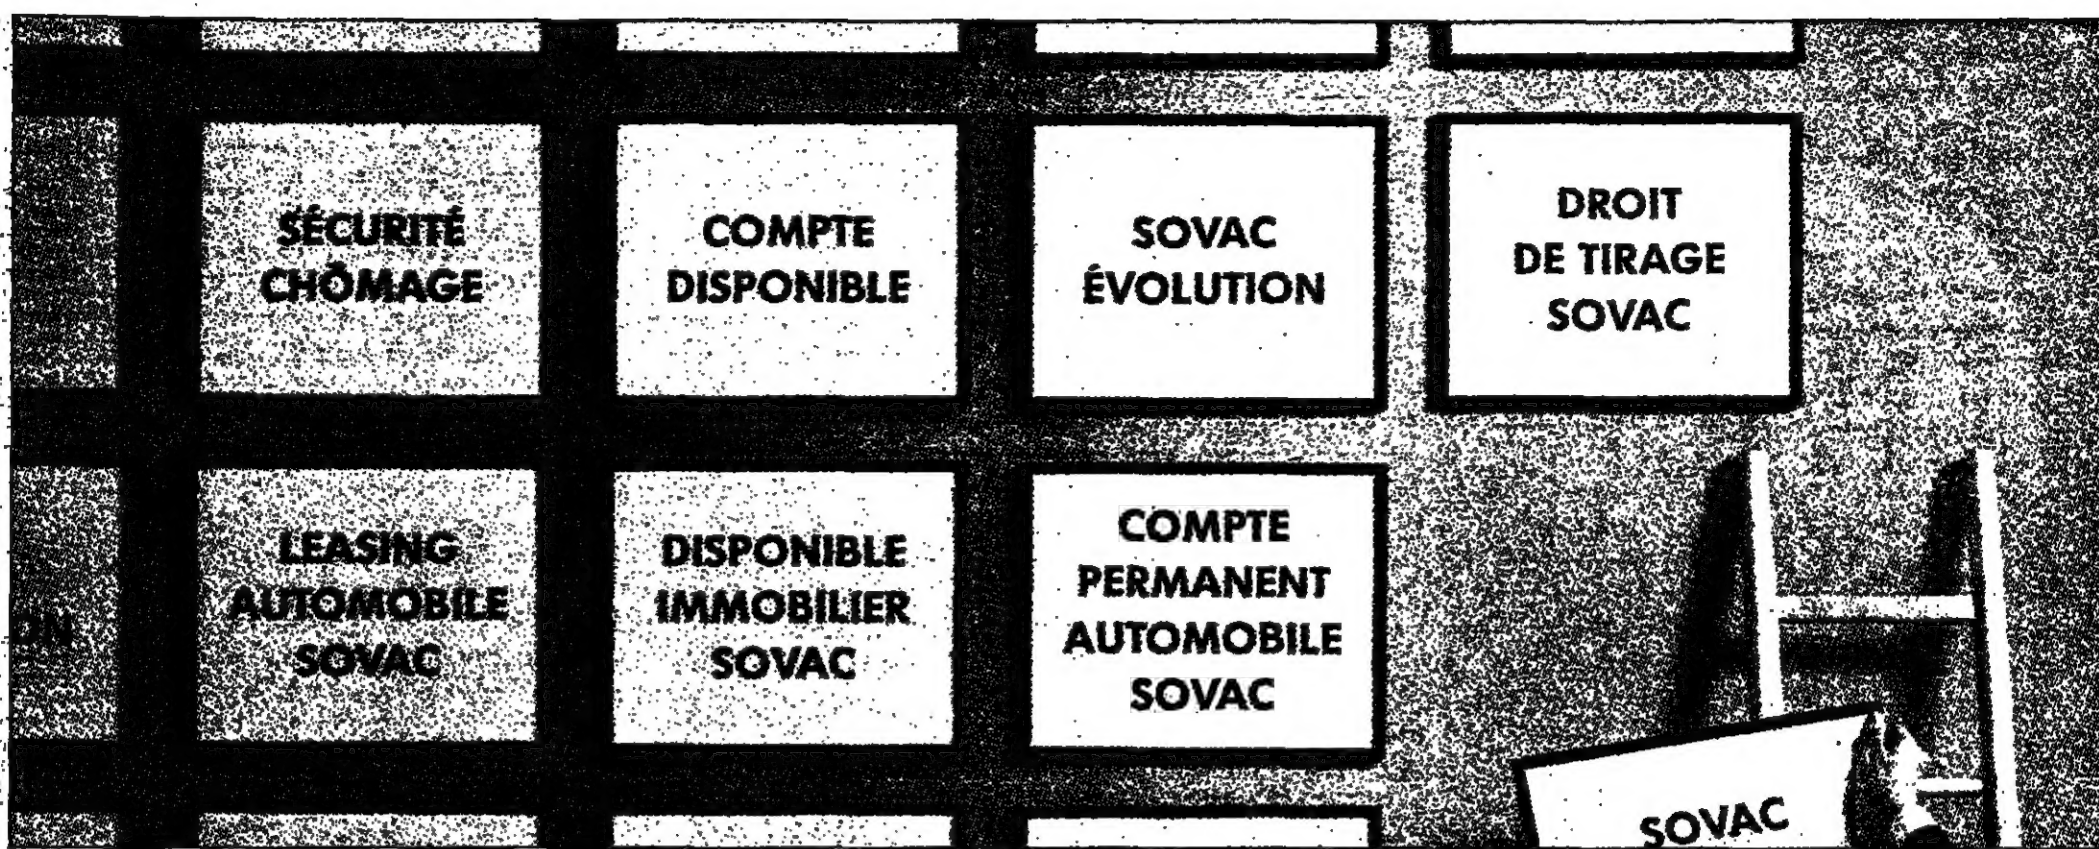 SÉCURITÉ
CHÔMAGE
COMPTE
DISPONIBLE
SOVAC
ÉVOLUTION
DROIT
DE TIRAGE
SOVAC
ON
LEASING
AUTOMOBILE
SOVAC
DISPONIBLE
IMMOBILIER
SOVAC
COMPTE
PERMANENT
AUTOMOBILE
SOVAC
SOVAC